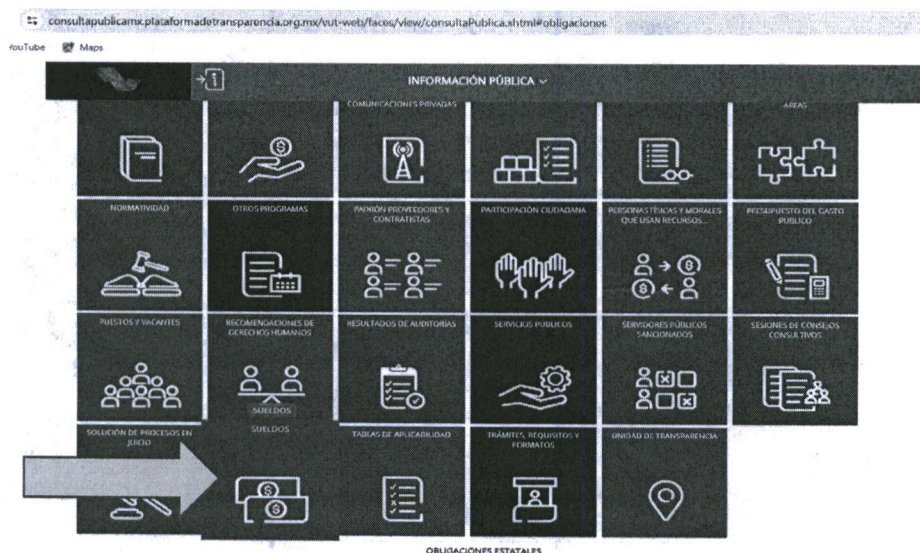 consultapublicamx.plataformadetransparencia.org.mx/vut-web/faces/view/consultaPublica.xhtml#obligaciones
YouTube Maps
INFORMACIÓN PÚBLICA
COMUNICACIONES PRIVADAS
ÁREAS
NORMATIVIDAD
OTROS PROGRAMAS
PADRÓN PROVEEDORES Y
CONTRATISTAS
PARTICIPACIÓN CIUDADANA
PERSONAS FÍSICAS Y MORALES
QUE USAN RECURSOS...
PRESUPUESTO DEL GASTO
PÚBLICO
PUESTOS Y VACANTES
RECOMENDACIONES DE
DERECHOS HUMANOS
RESULTADOS DE AUDITORÍAS
SERVICIOS PÚBLICOS
SERVIDORES PÚBLICOS
SANCIONADOS
SESIONES DE CONSEJOS
CONSULTIVOS
SUELDOS
SOLUCIÓN DE PROCESOS EN
JUICIO
SUELDOS
TABLAS DE APLICABILIDAD
TRÁMITES, REQUISITOS Y
FORMATOS
UNIDAD DE TRANSPARENCIA
OBLIGACIONES ESTATALES